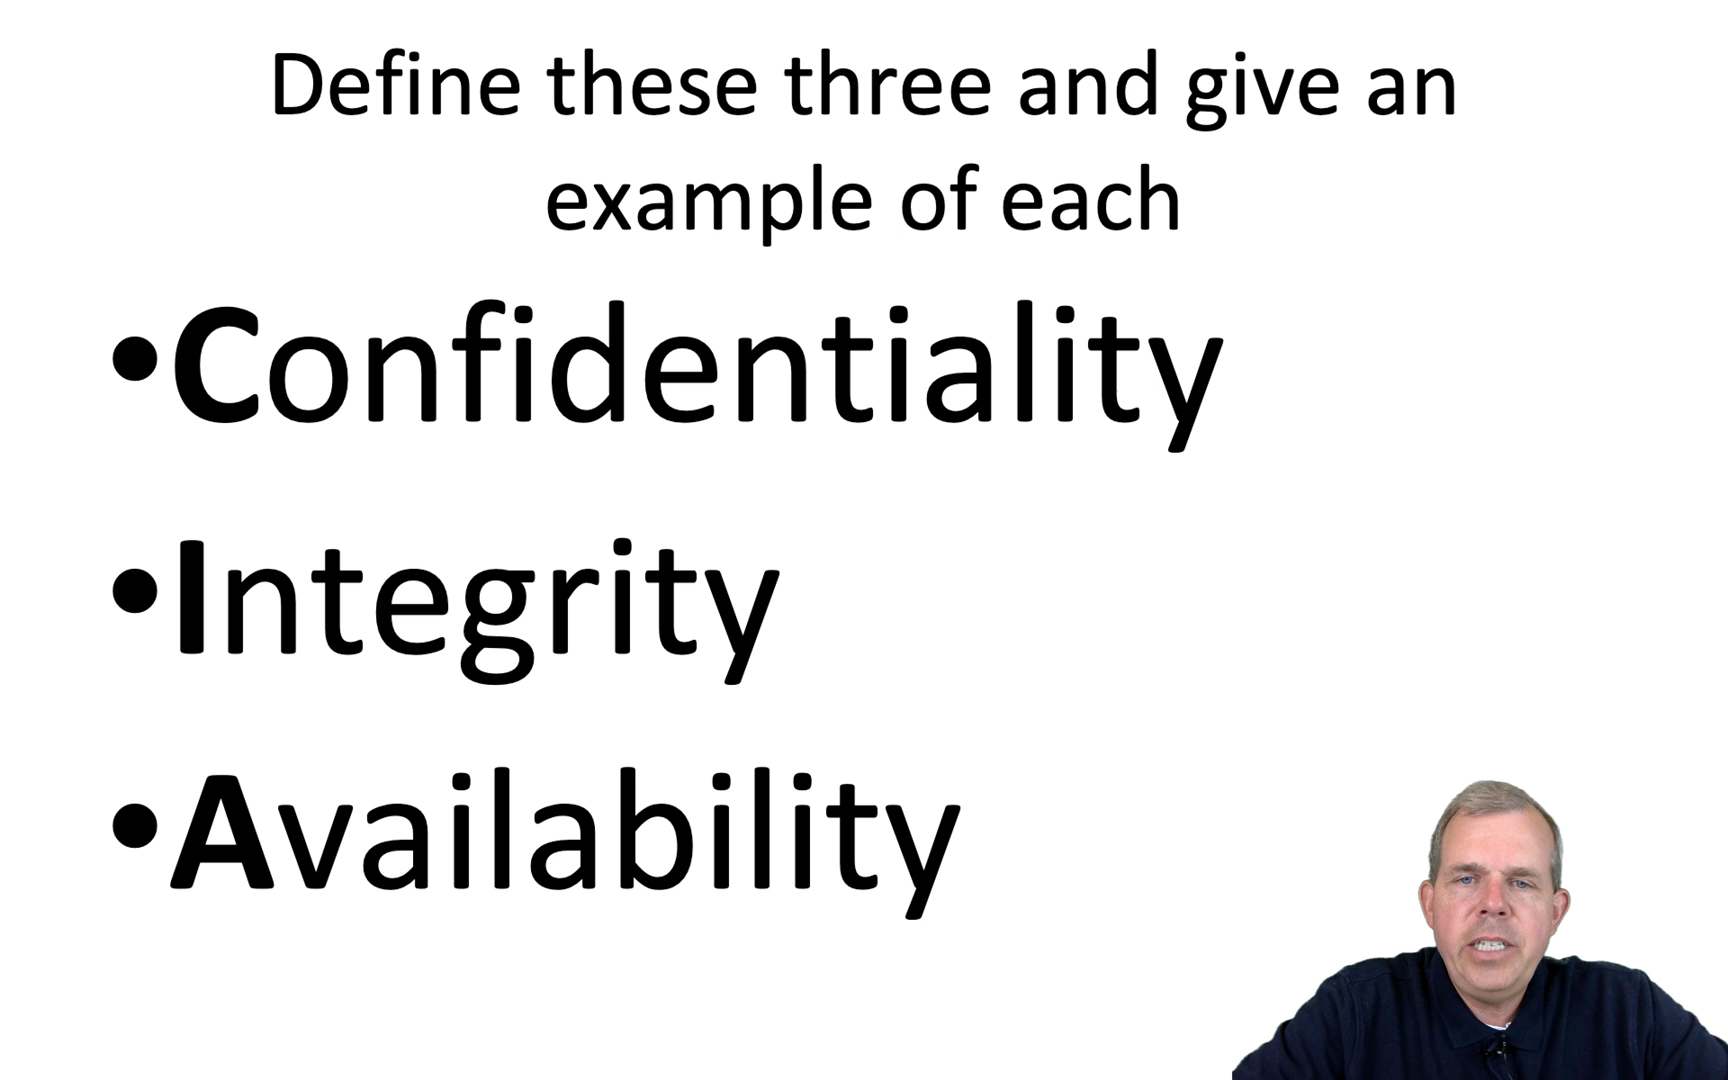 Define these three and give an
example of each
•Confidentiality
•Integrity
•Availability